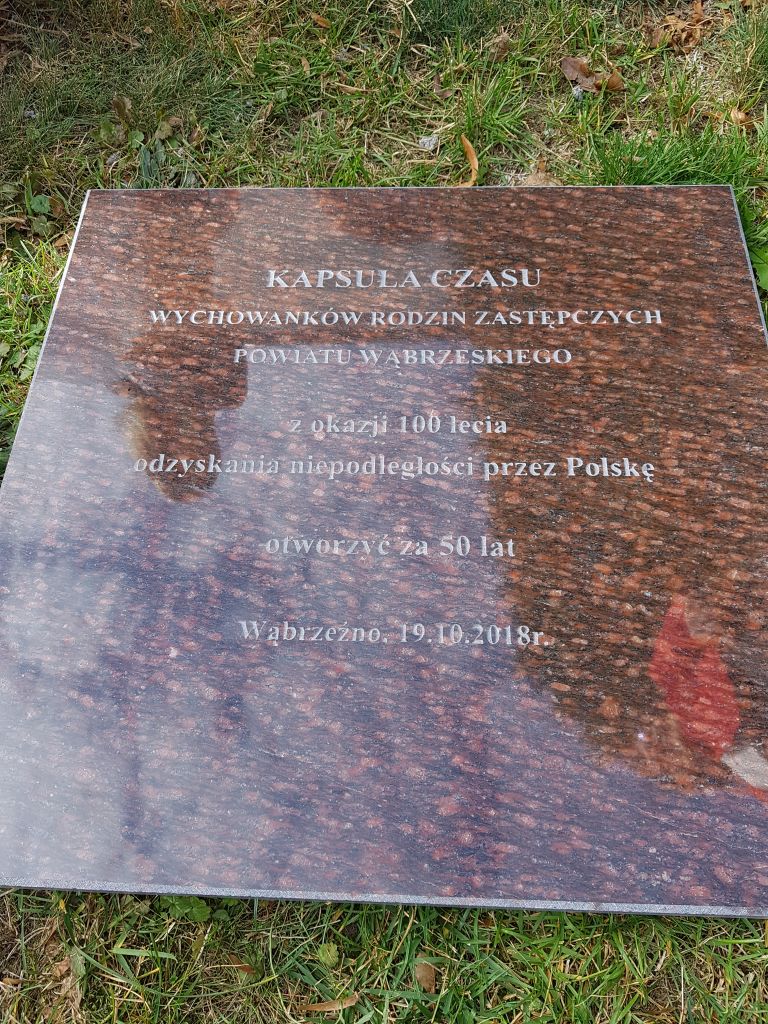 KAPSUŁA CZASU
WYCHOWANKÓW RODZIN ZASTĘPCZYCH
POWIATU WĄBRZESKIEGO
z okazji 100 lecia
odzyskania niepodległości przez Polskę
otworzyć za 50 lat
Wąbrzeźno, 19.10.2018r.